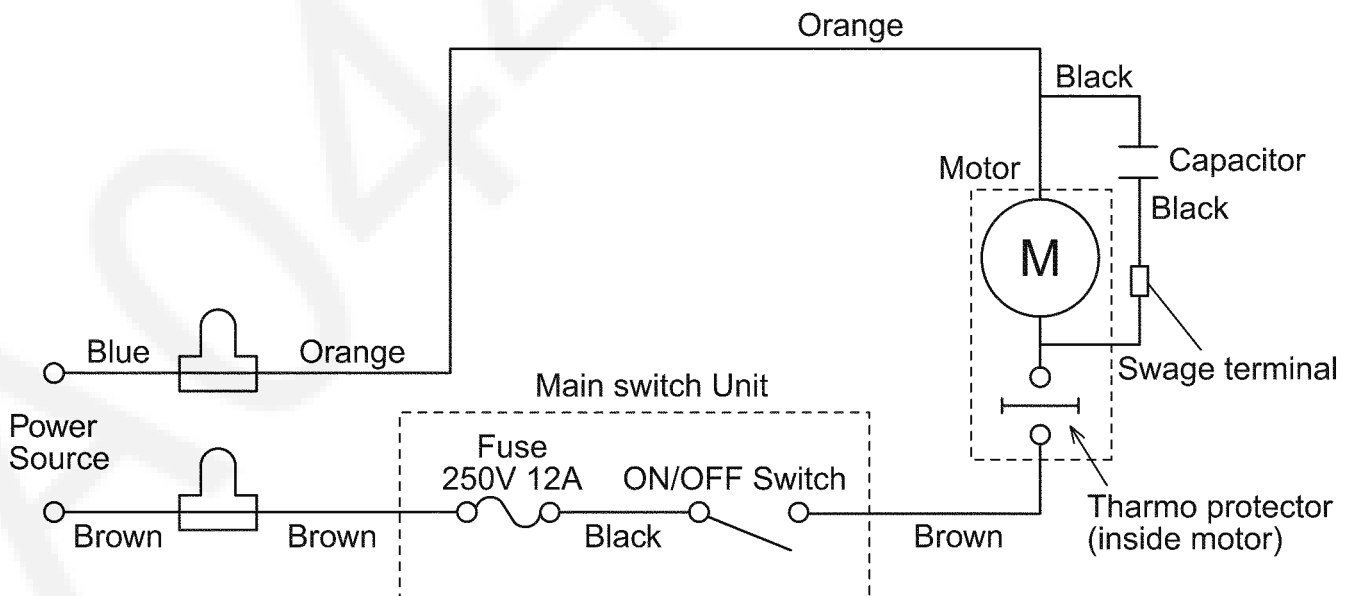 Orange
Black
Capacitor
Motor
Black
M
Blue
Orange
Swage terminal
Main switch Unit
Power
Source
Fuse
250V 12A
ON/OFF Switch
Brown
Brown
Black
Brown
Tharmo protector
(inside motor)